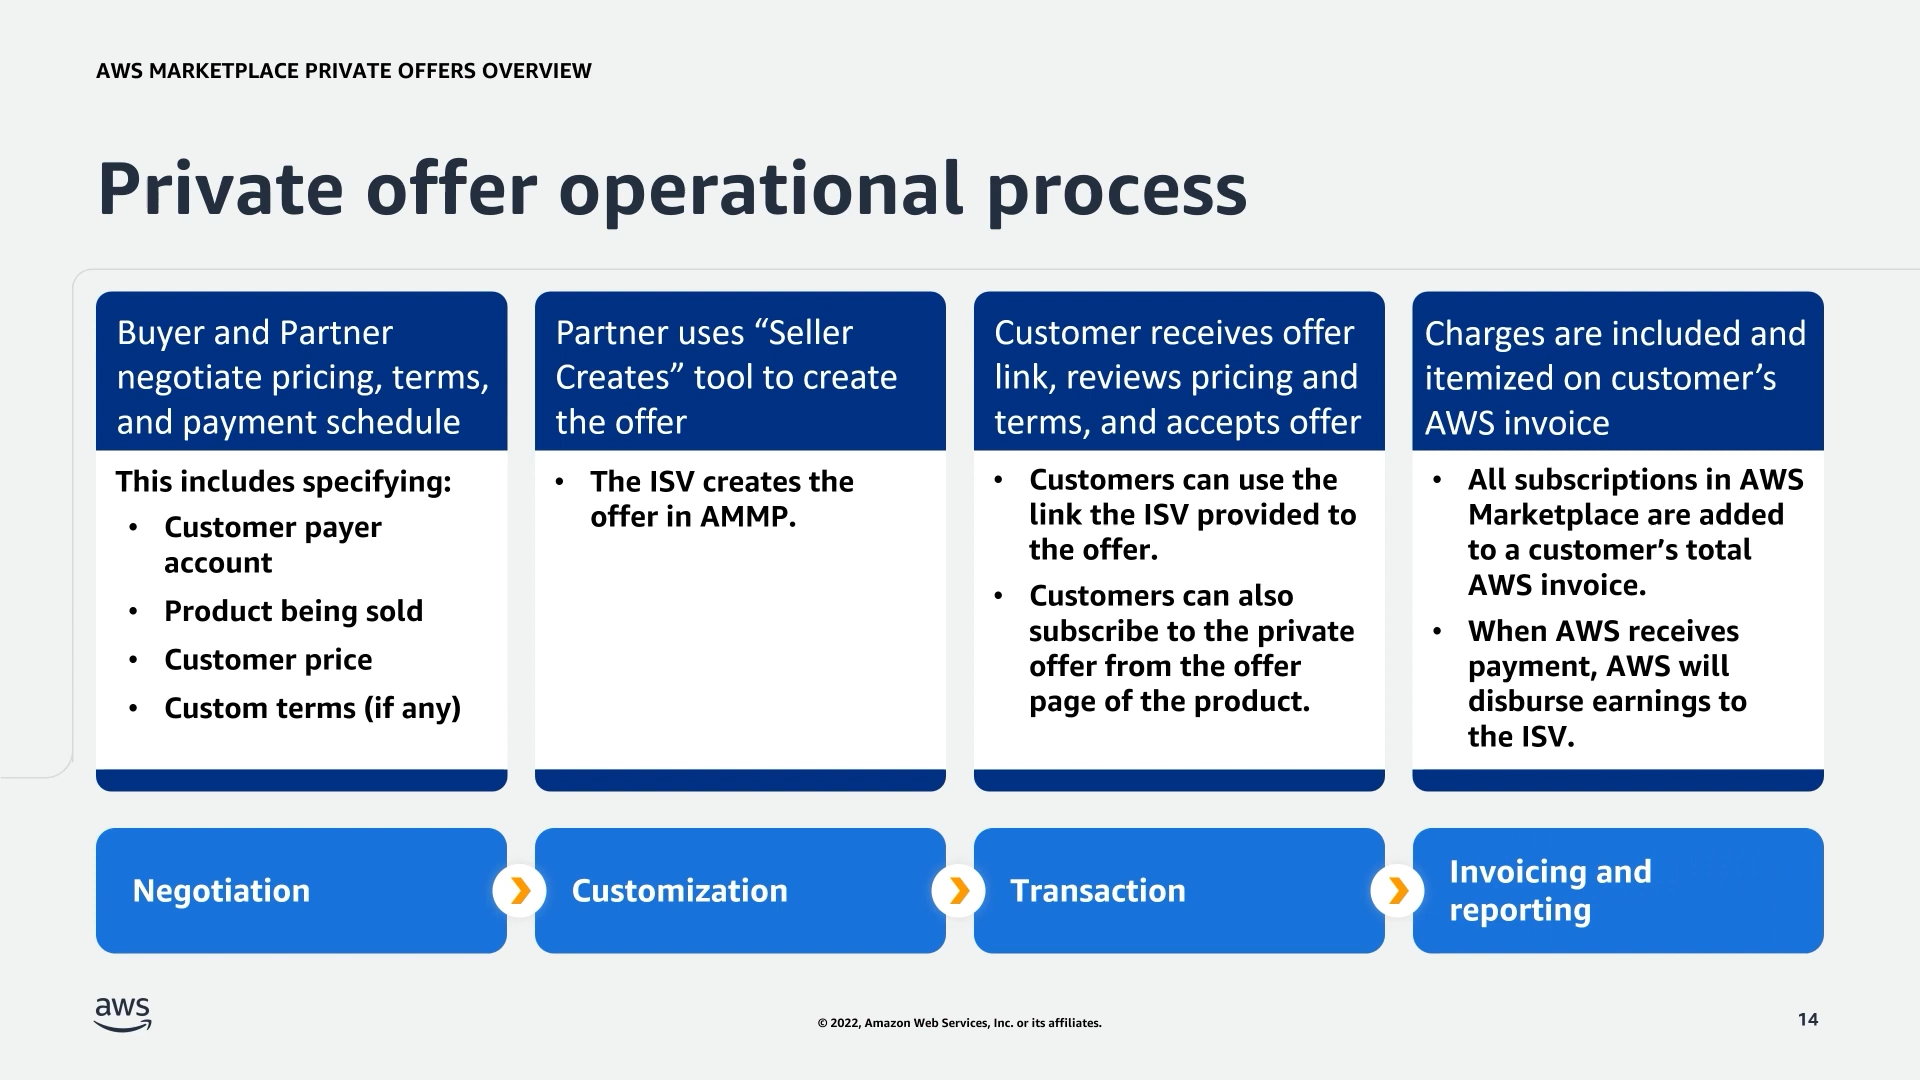 AWS MARKETPLACE PRIVATE OFFERS OVERVIEW
Private offer operational process
Buyer and Partner
negotiate pricing, terms,
and payment schedule
This includes specifying:
• Customer payer
account
• Product being sold
• Customer price
• Custom terms (if any)
Partner uses “Seller
Creates” tool to create
the offer
• The ISV creates the
offer in AMMP.
Customer receives offer
link, reviews pricing and
terms, and accepts offer
• Customers can use the
link the ISV provided to
the offer.
• Customers can also
subscribe to the private
offer from the offer
page of the product.
Charges are included and
itemized on customer’s
AWS invoice
• All subscriptions in AWS
Marketplace are added
to a customer’s total
AWS invoice.
• When AWS receives
payment, AWS will
disburse earnings to
the ISV.
Negotiation
Customization
Transaction
Invoicing and
reporting
aws
© 2022, Amazon Web Services, Inc. or its affiliates.
14